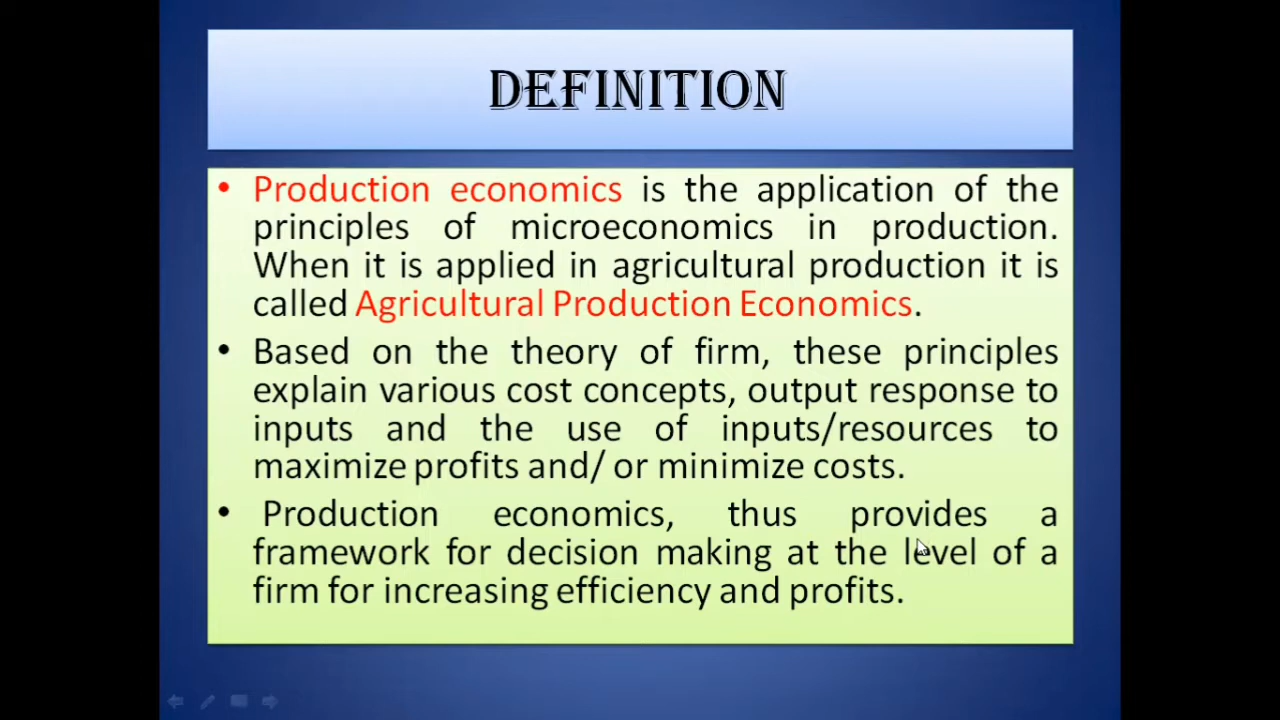 DEFINITION
• Production economics is the application of the
principles of microeconomics in production.
When it is applied in agricultural production it is
called Agricultural Production Economics.
• Based on the theory of firm, these principles
explain various cost concepts, output response to
inputs and the use of inputs/resources to
maximize profits and/ or minimize costs.
• Production economics, thus provides a
framework for decision making at the level of a
firm for increasing efficiency and profits.